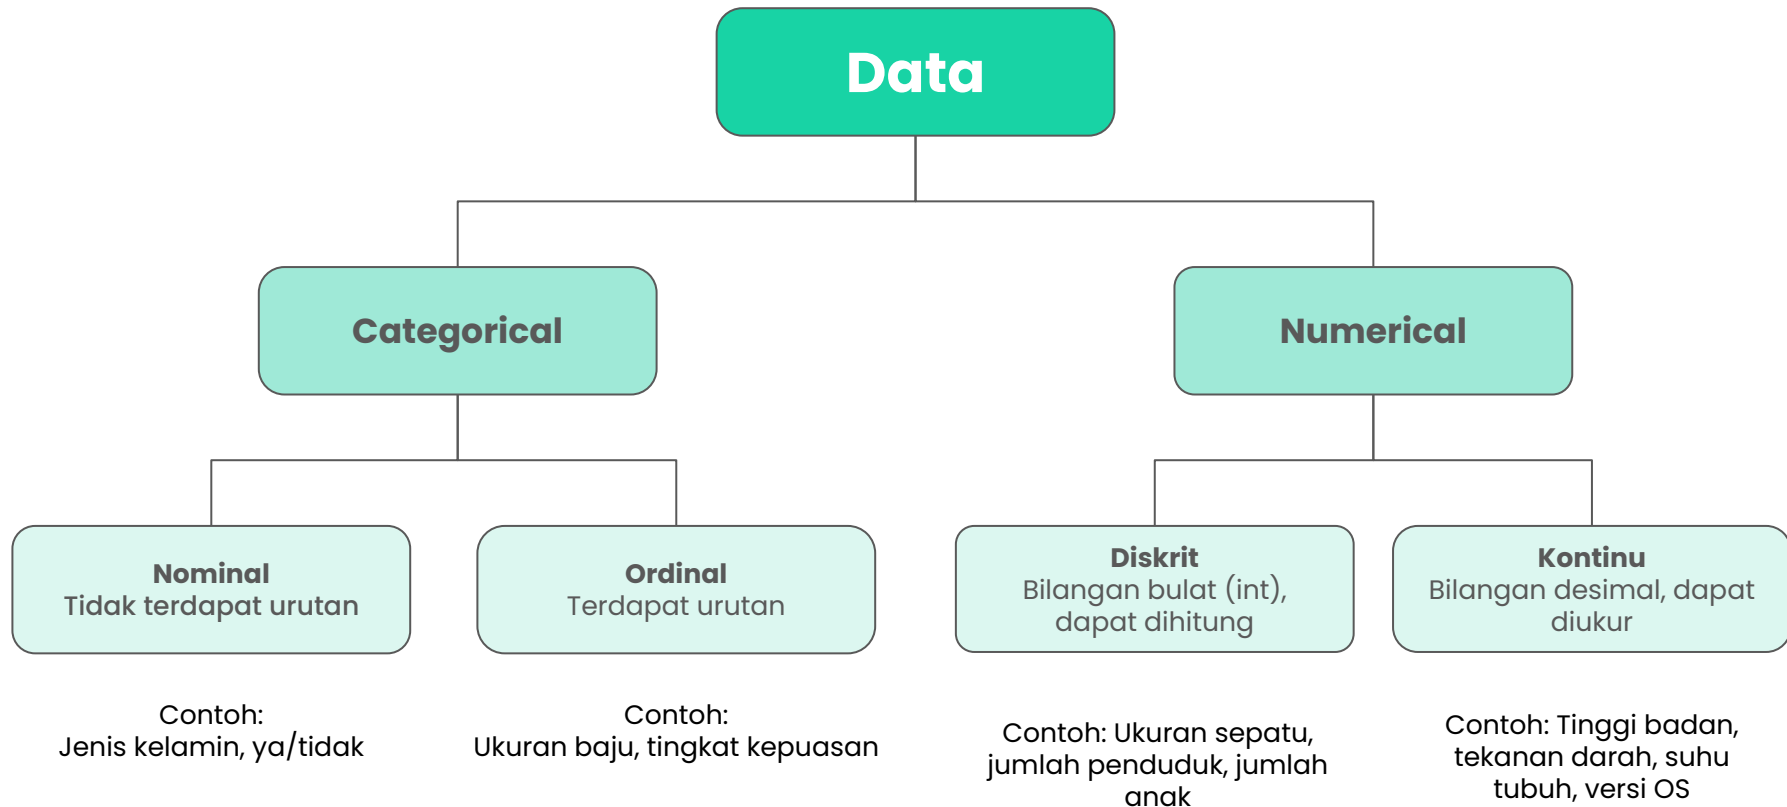 Data
Categorical
Numerical
Nominal
Tidak terdapat urutan
Ordinal
Terdapat urutan
Diskrit
Bilangan bulat (int),
dapat dihitung
Kontinu
Bilangan desimal, dapat
diukur
Contoh:
Jenis kelamin, ya/tidak
Contoh:
Ukuran baju, tingkat kepuasan
Contoh: Ukuran sepatu,
jumlah penduduk, jumlah
anak
Contoh: Tinggi badan,
tekanan darah, suhu
tubuh, versi OS